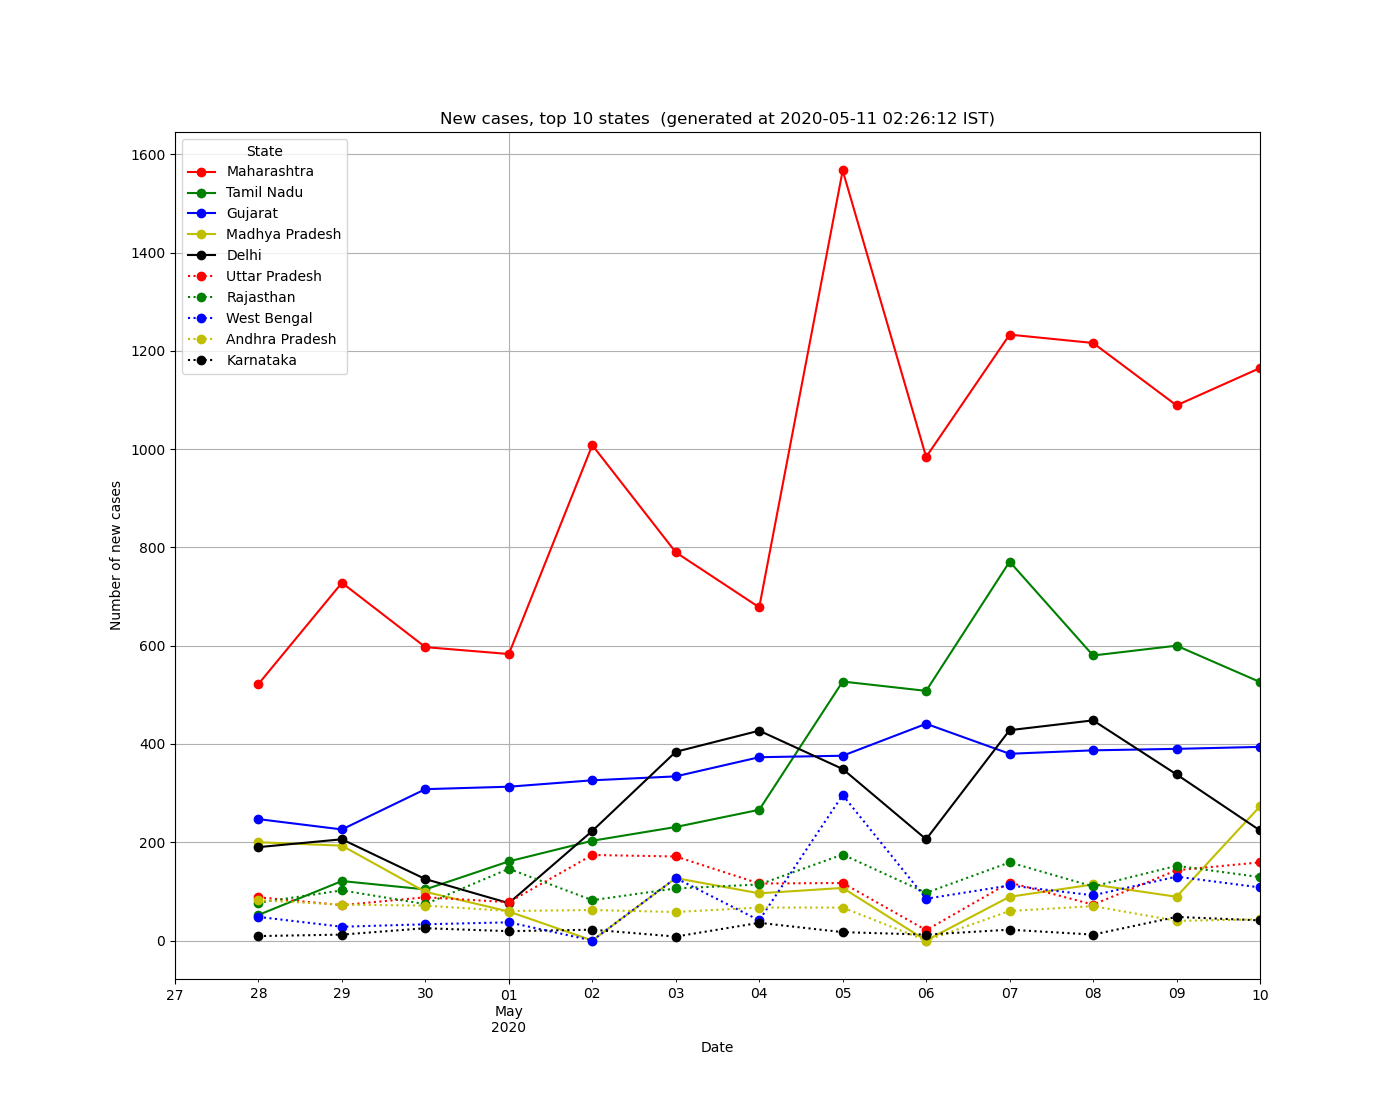 New cases, top 10 states  (generated at 2020-05-11 02:26:12 IST)
State
Maharashtra
Tamil Nadu
Gujarat
Madhya Pradesh
Delhi
Uttar Pradesh
Rajasthan
West Bengal
Andhra Pradesh
Karnataka
1600
1400
1200
1000
800
600
400
200
0
Number of new cases
27 28 29 30 01 02 03 04 05 06 07 08 09 10
May
2020
Date